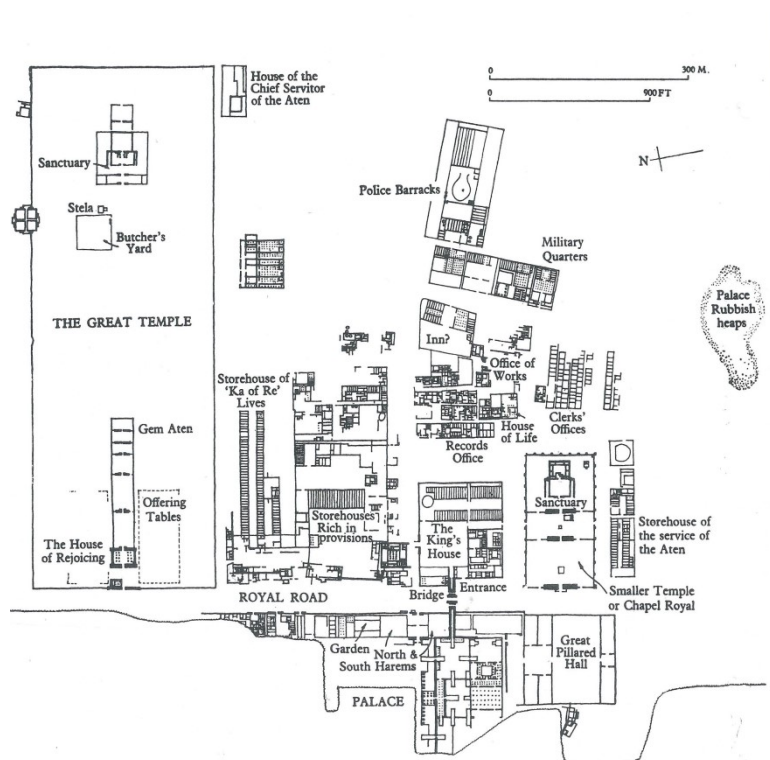 0
300 M.
0
900 FT
N
House of the
Chief Servitor
of the Aten
Sanctuary
Stela
Butcher's
Yard
THE GREAT TEMPLE
Police Barracks
Military
Quarters
Palace
Rubbish
heaps
Inn?
Office of
Works
Storehouse of
'Ka of Re'
Lives
Gem Aten
Clerks'
Offices
House
of Life
Records
Office
Offering
Tables
The House
of Rejoicing
Storehouses
Rich in
provisions
The
King's
House
Sanctuary
Storehouse of
the service of
the Aten
Bridge
Entrance
Smaller Temple
or Chapel Royal
ROYAL ROAD
Garden
North &
South Harems
Great
Pillared
Hall
PALACE